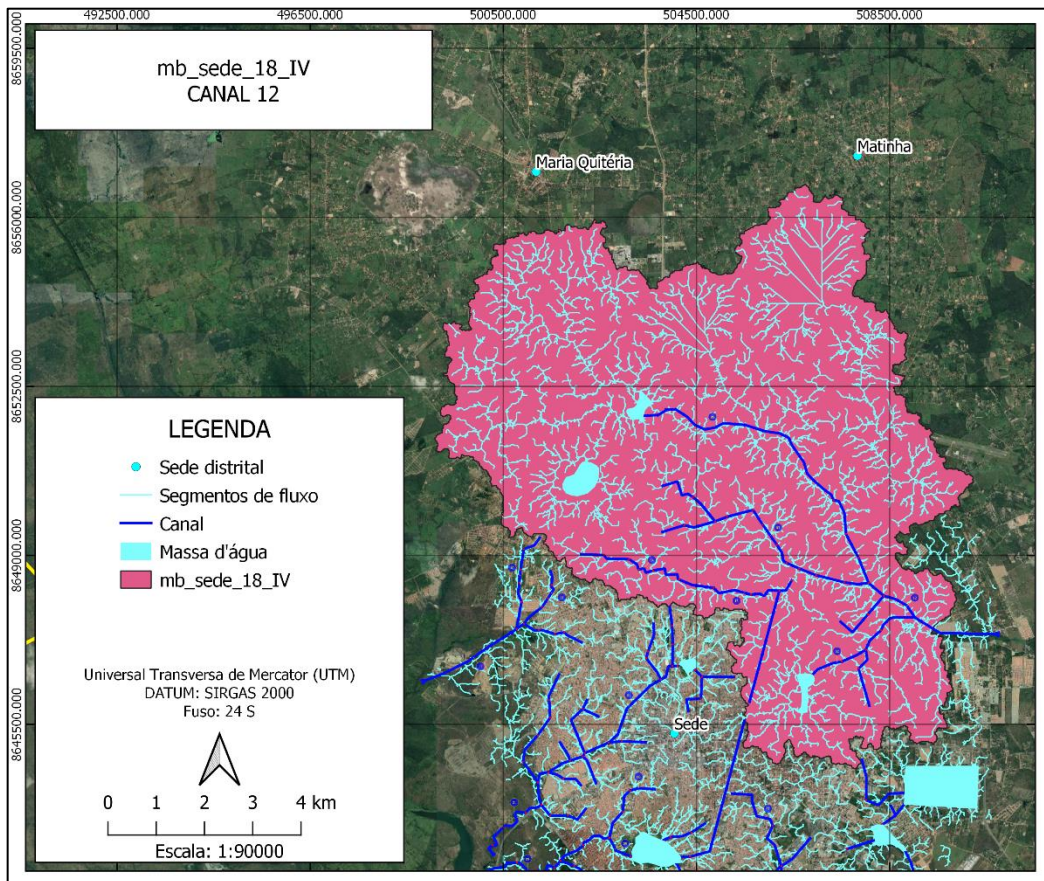 492500.000 496500.000 500500.000 504500.000 508500.000
8659500.000
mb_sede_18_IV
CANAL 12
Matinha
Maria Quitéria
8656000.000
8652500.000
LEGENDA
Sede distrital
Segmentos de fluxo
Canal
Massa d'água
mb_sede_18_IV
8649000.000
Universal Transversa de Mercator (UTM)
DATUM: SIRGAS 2000
Fuso: 24 S
Sede
8645500.000
0 1 2 3 4 km
Escala: 1:90000